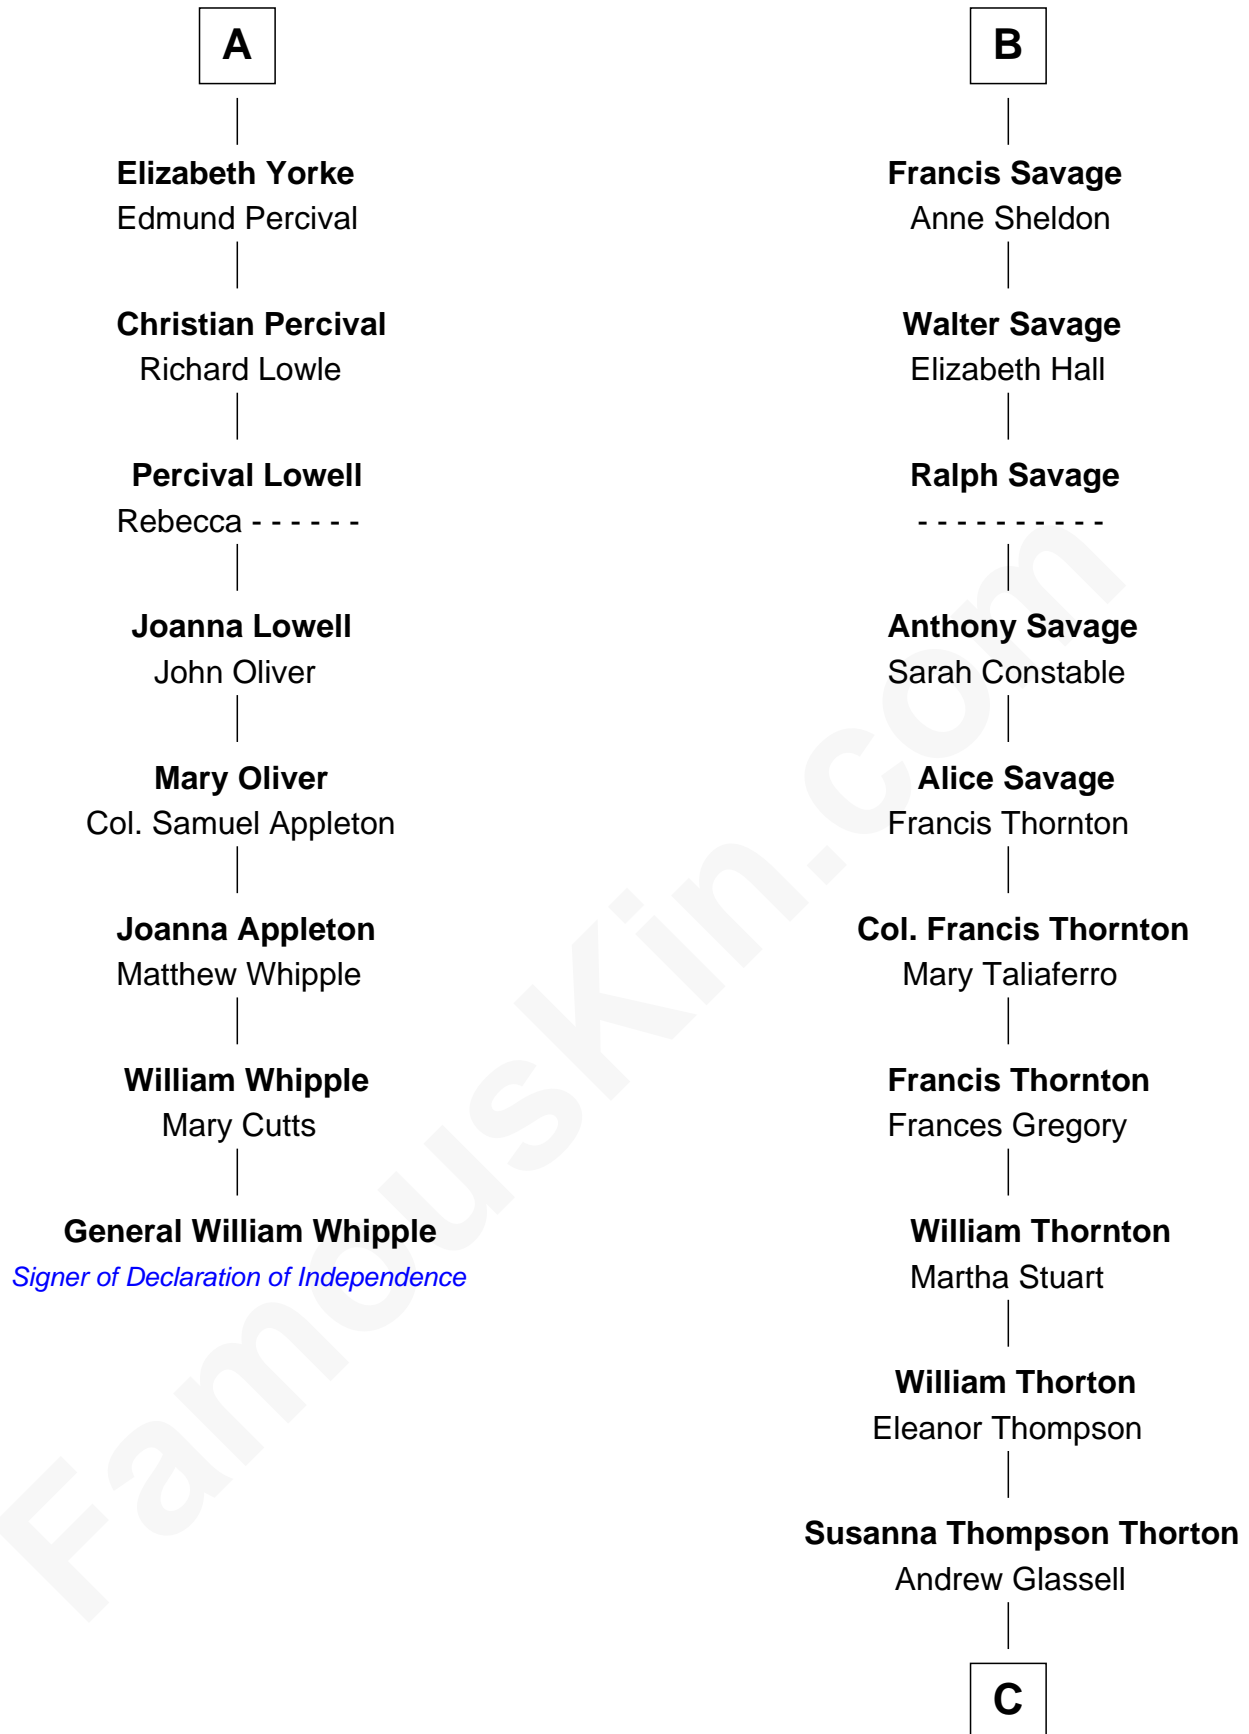 A
Elizabeth Yorke
Edmund Percival
Christian Percival
Richard Lowle
Percival Lowell
Rebecca - - - - - -
Joanna Lowell
John Oliver
Mary Oliver
Col. Samuel Appleton
Joanna Appleton
Matthew Whipple
William Whipple
Mary Cutts
General William Whipple
Signer of Declaration of Independence
B
Francis Savage
Anne Sheldon
Walter Savage
Elizabeth Hall
Ralph Savage
- - - - - - - - - -
Anthony Savage
Sarah Constable
Alice Savage
Francis Thornton
Col. Francis Thornton
Mary Taliaferro
Francis Thornton
Frances Gregory
William Thornton
Martha Stuart
William Thorton
Eleanor Thompson
Susanna Thompson Thorton
Andrew Glassell
C
FamousKin.com